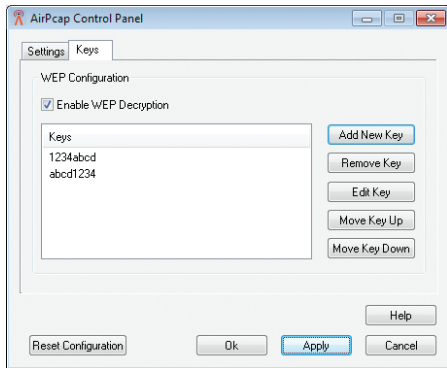 AirPcap Control Panel
Settings Keys
WEP Configuration
Enable WEP Decryption
Keys
1234abcd
abcd1234
Add New Key
Remove Key
Edit Key
Move Key Up
Move Key Down
Help
Reset Configuration Ok Apply Cancel